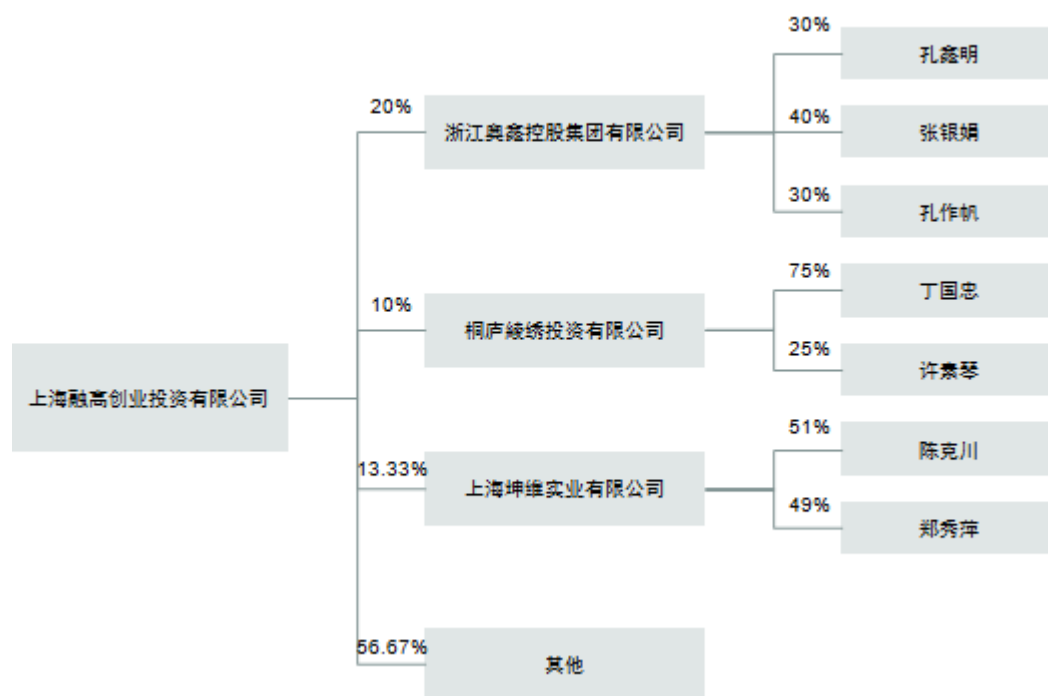 30%
孔鑫明
20%
浙江奥鑫控股集团有限公司
40%
张银娟
30%
孔作帆
75%
丁国忠
10%
桐庐綾绣投资有限公司
25%
许素琴
上海融高创业投资有限公司
51%
陈克川
13.33%
上海坤维实业有限公司
49%
郑秀萍
56.67%
其他